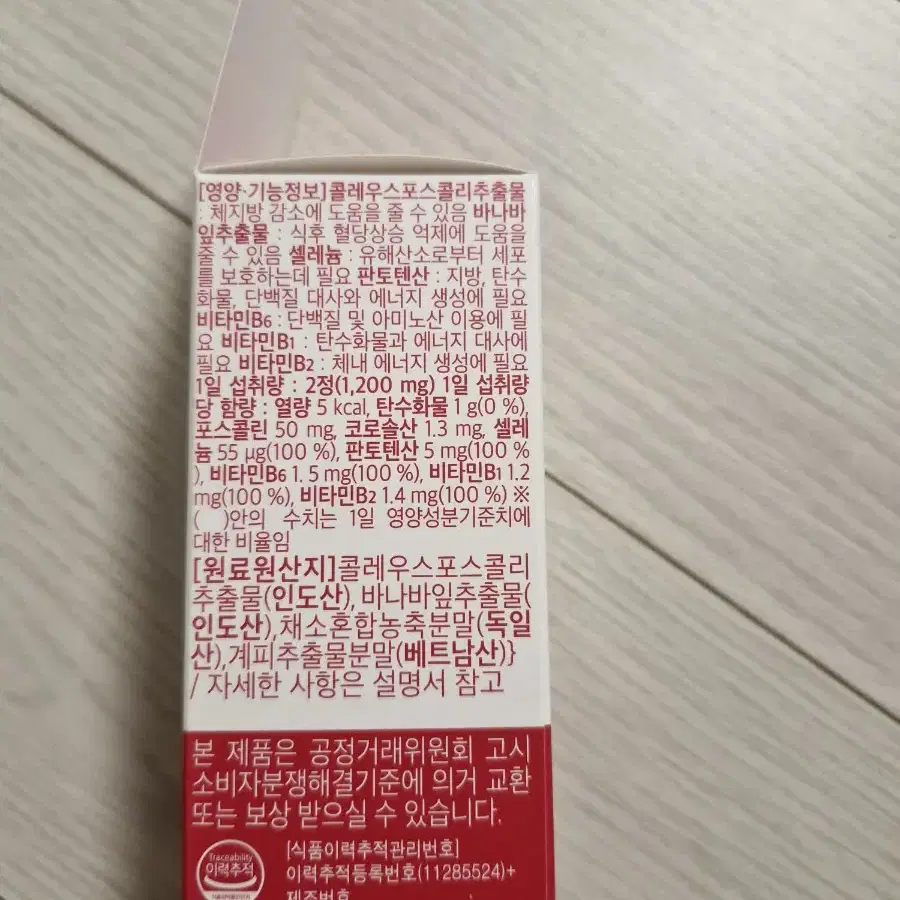 [영양·기능정보]콜레우스포스콜리추출물
: 체지방 감소에 도움을 줄 수 있음 바나바
잎추출물 : 식후 혈당상승 억제에 도움을
줄 수 있음 셀레늄 : 유해산소로부터 세포
를 보호하는데 필요 판토텐산 : 지방, 탄수
화물, 단백질 대사와 에너지 생성에 필요
비타민B6 : 단백질 및 아미노산 이용에 필
요 비타민B1 : 탄수화물과 에너지 대사에
필요 비타민B2 : 체내 에너지 생성에 필요
1일 섭취량 : 2정(1,200 mg) 1일 섭취량
당 함량 : 열량 5 kcal, 탄수화물 1 g(0 %),
포스콜린 50 mg, 코로솔산 1.3 mg, 셀레
늄 55 µg(100 %), 판토텐산 5 mg(100 %
), 비타민B6 1.5 mg(100 %), 비타민B1 1.2
mg(100 %), 비타민B2 1.4 mg(100 %) ※
( )안의 수치는 1일 영양성분기준치에
대한 비율임
[원료원산지]콜레우스포스콜리
추출물(인도산), 바나바잎추출물(
인도산),채소혼합농축분말(독일
산),계피추출물분말(베트남산)}
/ 자세한 사항은 설명서 참고
본 제품은 공정거래위원회 고시
소비자분쟁해결기준에 의거 교환
또는 보상 받으실 수 있습니다.
Traceability
이력추적
[식품이력추적관리번호]
이력추적등록번호(11285524)+
제조번호